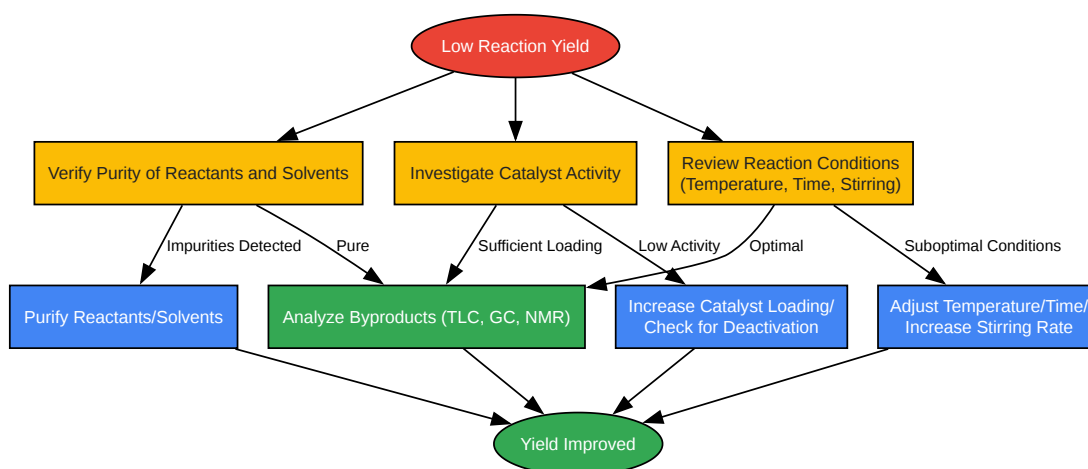 Low Reaction Yield
Verify Purity of Reactants and Solvents
Investigate Catalyst Activity
Review Reaction Conditions
(Temperature, Time, Stirring)
Impurities Detected
Pure
Sufficient Loading
Low Activity
Optimal
Suboptimal Conditions
Purify Reactants/Solvents
Analyze Byproducts (TLC, GC, NMR)
Increase Catalyst Loading/
Check for Deactivation
Adjust Temperature/Time/
Increase Stirring Rate
Yield Improved